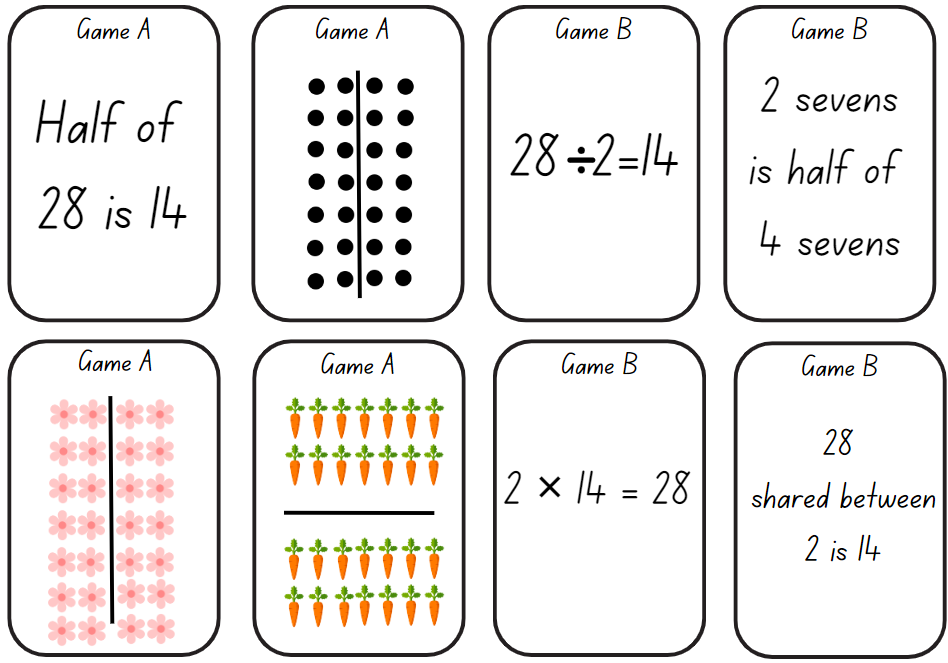 Game A
Half of
28 is 14
Game A
Game B
28 ÷2=14
Game B
2 sevens
is half of
4 sevens
Game A
Game A
Game B
2 × 14 = 28
Game B
28
shared between
2 is 14